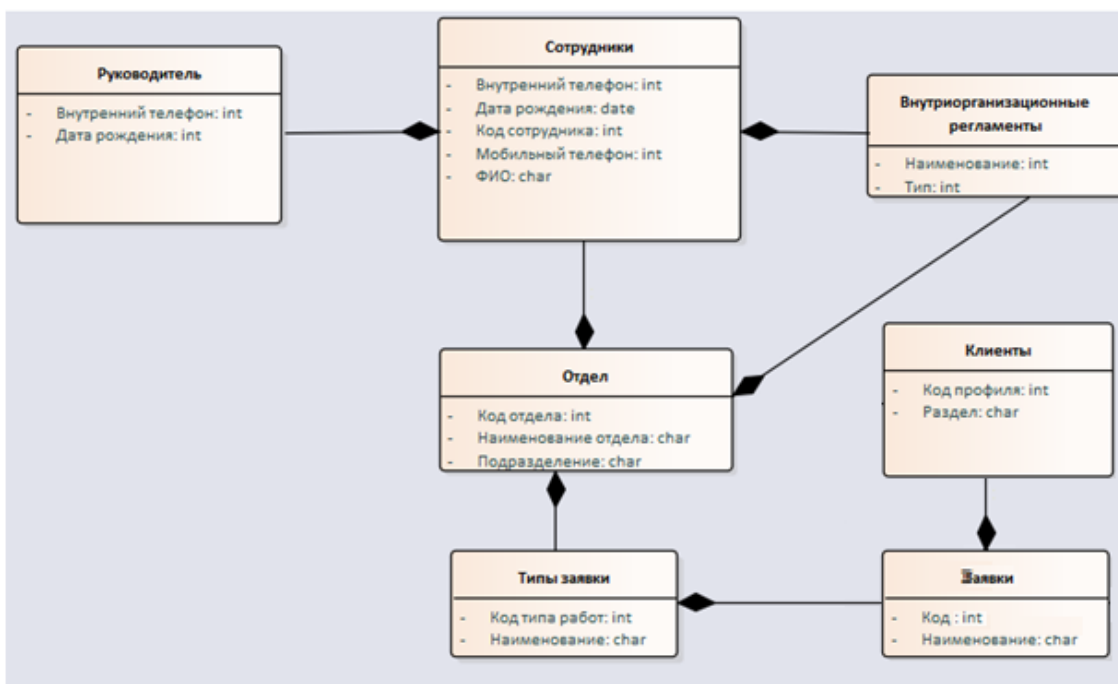 Руководитель
- Внутренний телефон: int
- Дата рождения: int
Сотрудники
- Внутренний телефон: int
- Дата рождения: date
- Код сотрудника: int
- Мобильный телефон: int
- ФИО: char
Внутриорганизационные
регламенты
- Наименование: int
- Тип: int
Отдел
- Код отдела: int
- Наименование отдела: char
- Подразделение: char
Клиенты
- Код профиля: int
- Раздел: char
Типы заявки
- Код типа работ: int
- Наименование: char
Заявки
- Код : int
- Наименование: char